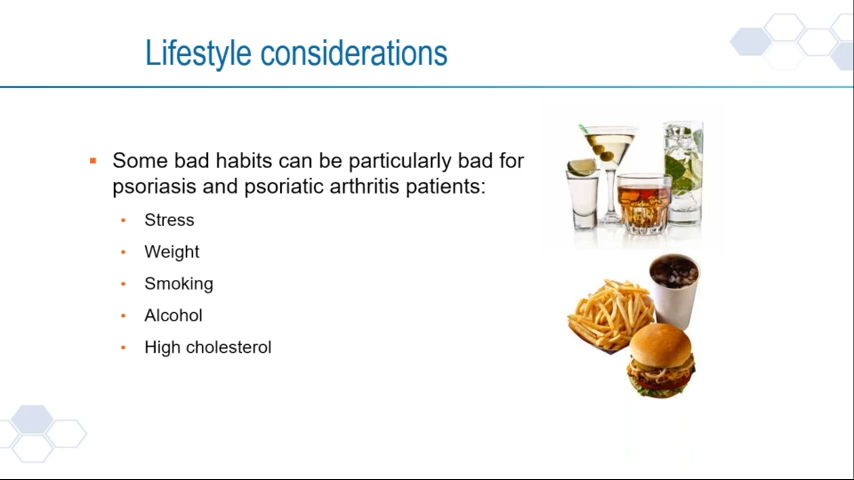 Lifestyle considerations
Some bad habits can be particularly bad for
psoriasis and psoriatic arthritis patients:
Stress
Weight
Smoking
Alcohol
High cholesterol